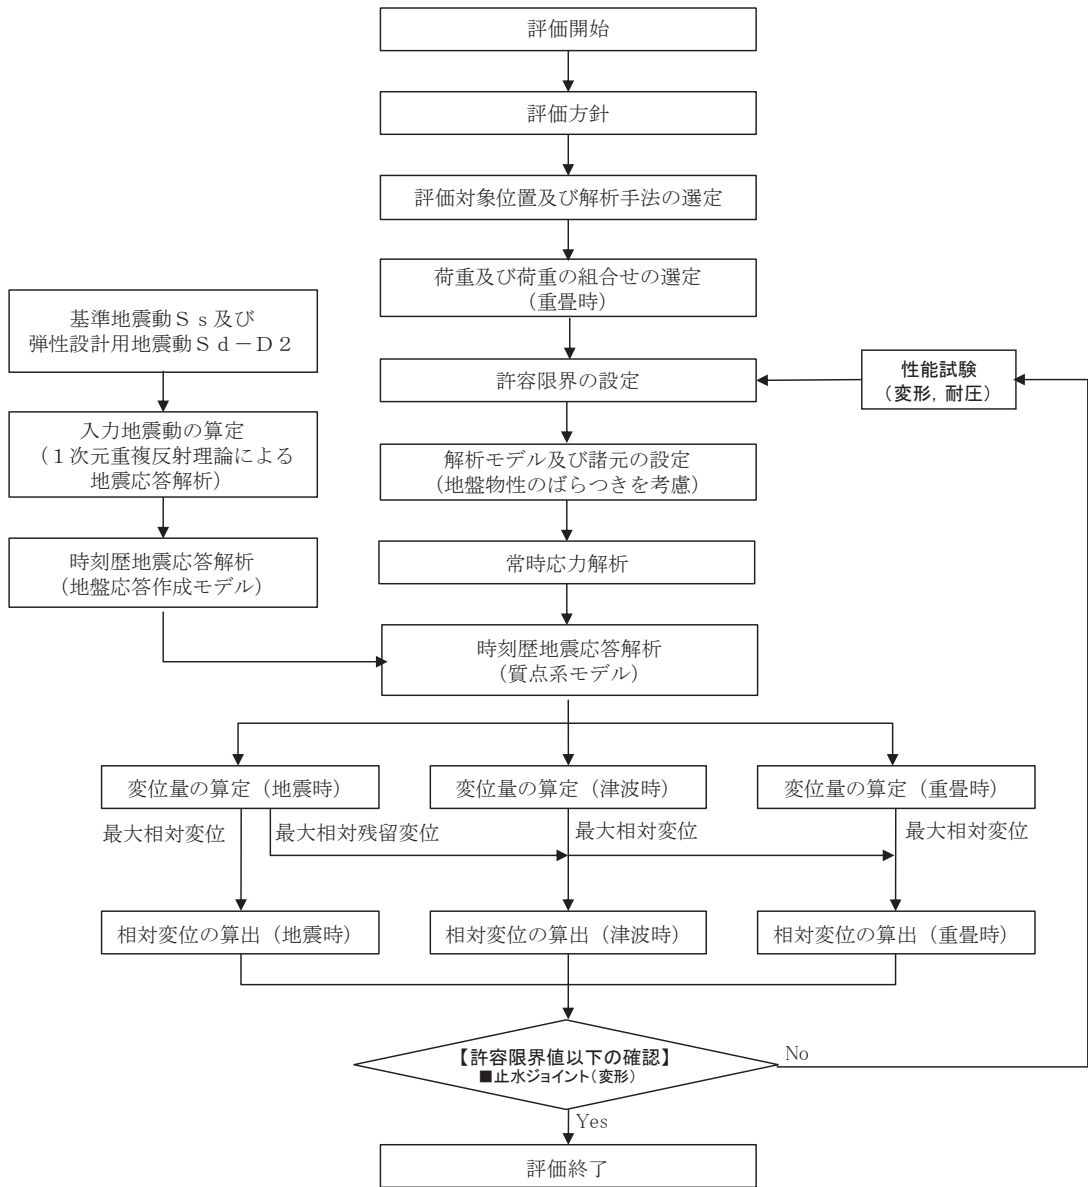 評価開始
評価方針
評価対象位置及び解析手法の選定
荷重及び荷重の組合せの選定
(重畳時)
基準地震動Ss及び
弾性設計用地震動Sd-D2
許容限界の設定
性能試験
(変形, 耐圧)
入力地震動の算定
(1次元重複反射理論による
地震応答解析)
解析モデル及び諸元の設定
(地盤物性のばらつきを考慮)
時刻歴地震応答解析
(地盤応答作成モデル)
常時応力解析
時刻歴地震応答解析
(質点系モデル)
変位量の算定(地震時)
変位量の算定(津波時)
変位量の算定(重畳時)
最大相対変位
最大相対残留変位
最大相対変位
最大相対変位
相対変位の算出(地震時)
相対変位の算出(津波時)
相対変位の算出(重畳時)
【許容限界値以下の確認】
■止水ジョイント(変形)
No
Yes
評価終了